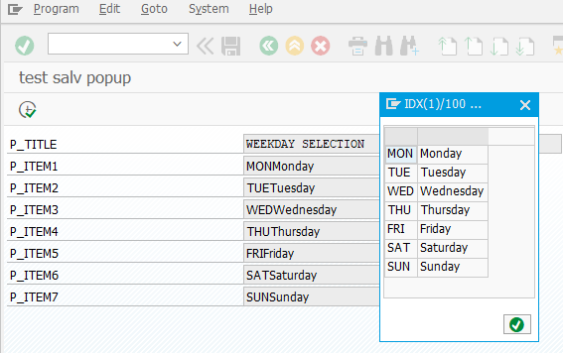 Program Edit Goto System Help
test salv popup
P_TITLE WEEKDAY SELECTION
P_ITEM1 MONMonday
P_ITEM2 TUETuesday
P_ITEM3 WEDWednesday
P_ITEM4 THUThursday
P_ITEM5 FRIFriday
P_ITEM6 SATSaturday
P_ITEM7 SUNSunday
IDX(1)/100 ...
MON Monday
TUE Tuesday
WED Wednesday
THU Thursday
FRI Friday
SAT Saturday
SUN Sunday